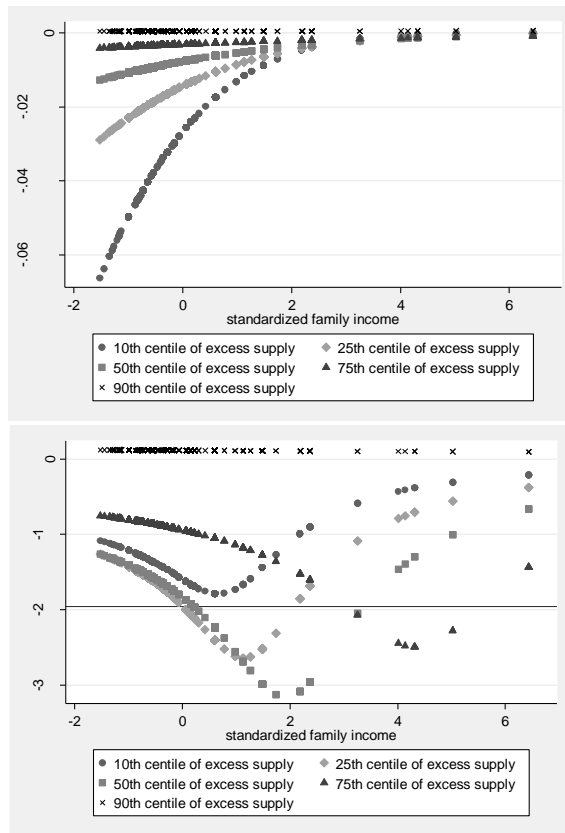 0
-.02
-.04
-.06
-2 0 2 4 6
standardized family income
10th centile of excess supply 25th centile of excess supply
50th centile of excess supply 75th centile of excess supply
90th centile of excess supply
0
-1
-2
-3
-2 0 2 4 6
standardized family income
10th centile of excess supply 25th centile of excess supply
50th centile of excess supply 75th centile of excess supply
90th centile of excess supply